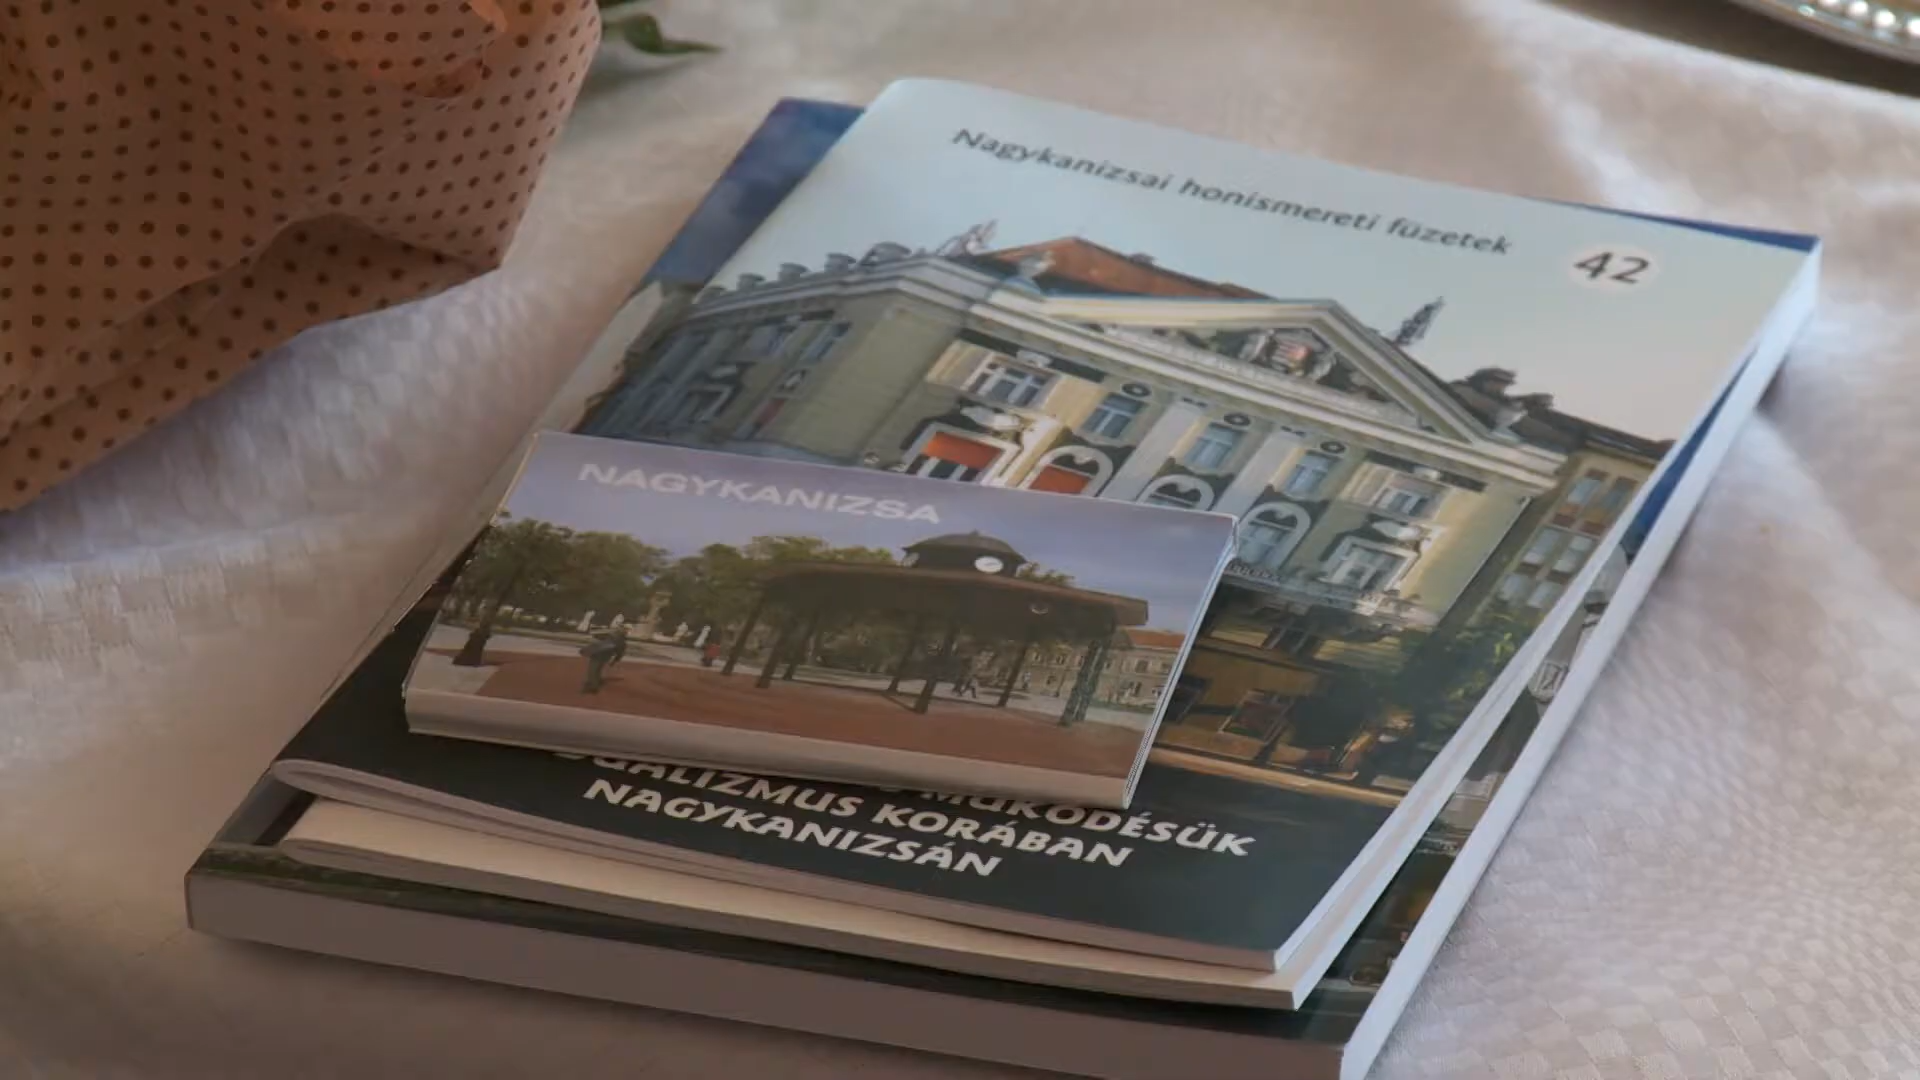 Nagykanizsai honismereti füzetek
42
NAGYKANIZSA
MŰKÖDÉSÜK
KORÁBAN
NAGYKANIZSÁN